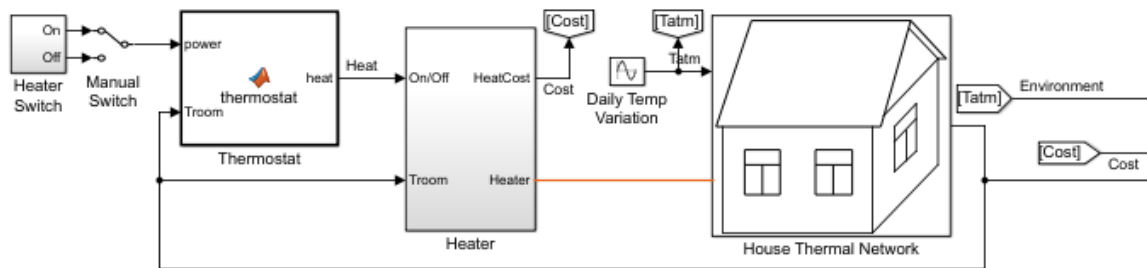 On
Off
Heater
Switch
Manual
Switch
power
Troom
heat
thermostat
Thermostat
Heat
On/Off
HeatCost
Troom
Heater
Heater
[Cost]
Cost
[Tatm]
Tatm
Daily Temp
Variation
House Thermal Network
[Tatm]
Environment
[Cost]
Cost